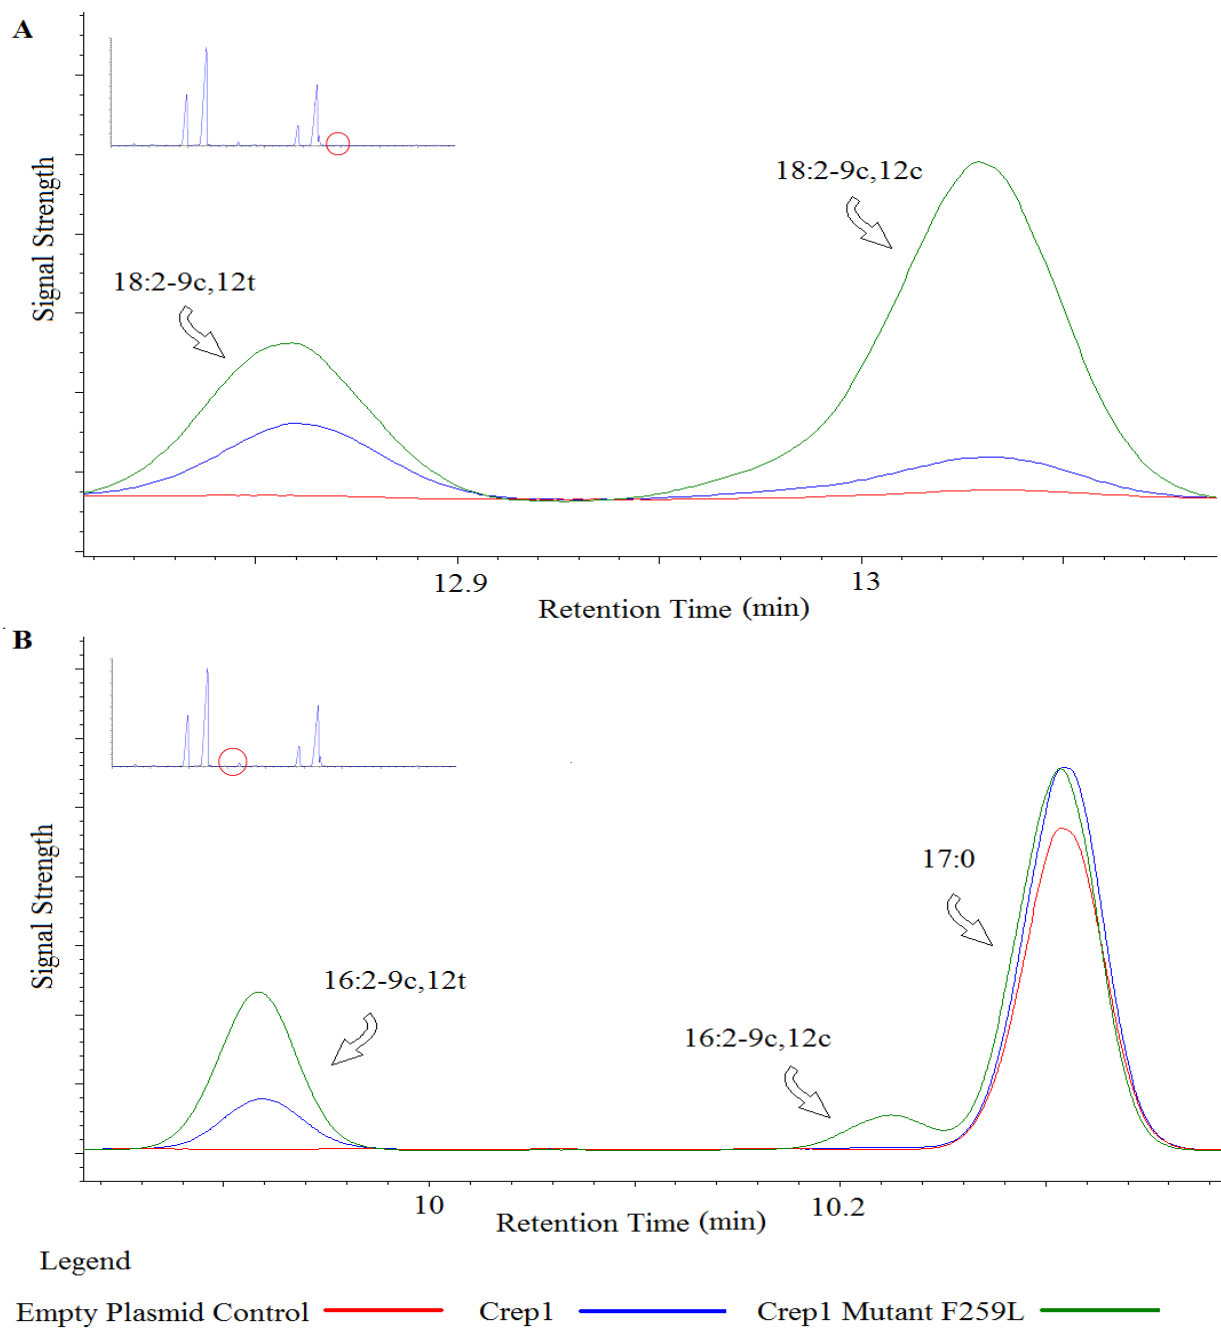 A
18:2-9c,12c
18:2-9c,12t
Signal Strength
12.9
13
Retention Time (min)
B
17:0
16:2-9c,12t
16:2-9c,12c
Signal Strength
10
10.2
Retention Time (min)
Legend
Empty Plasmid Control
Crep1
Crep1 Mutant F259L